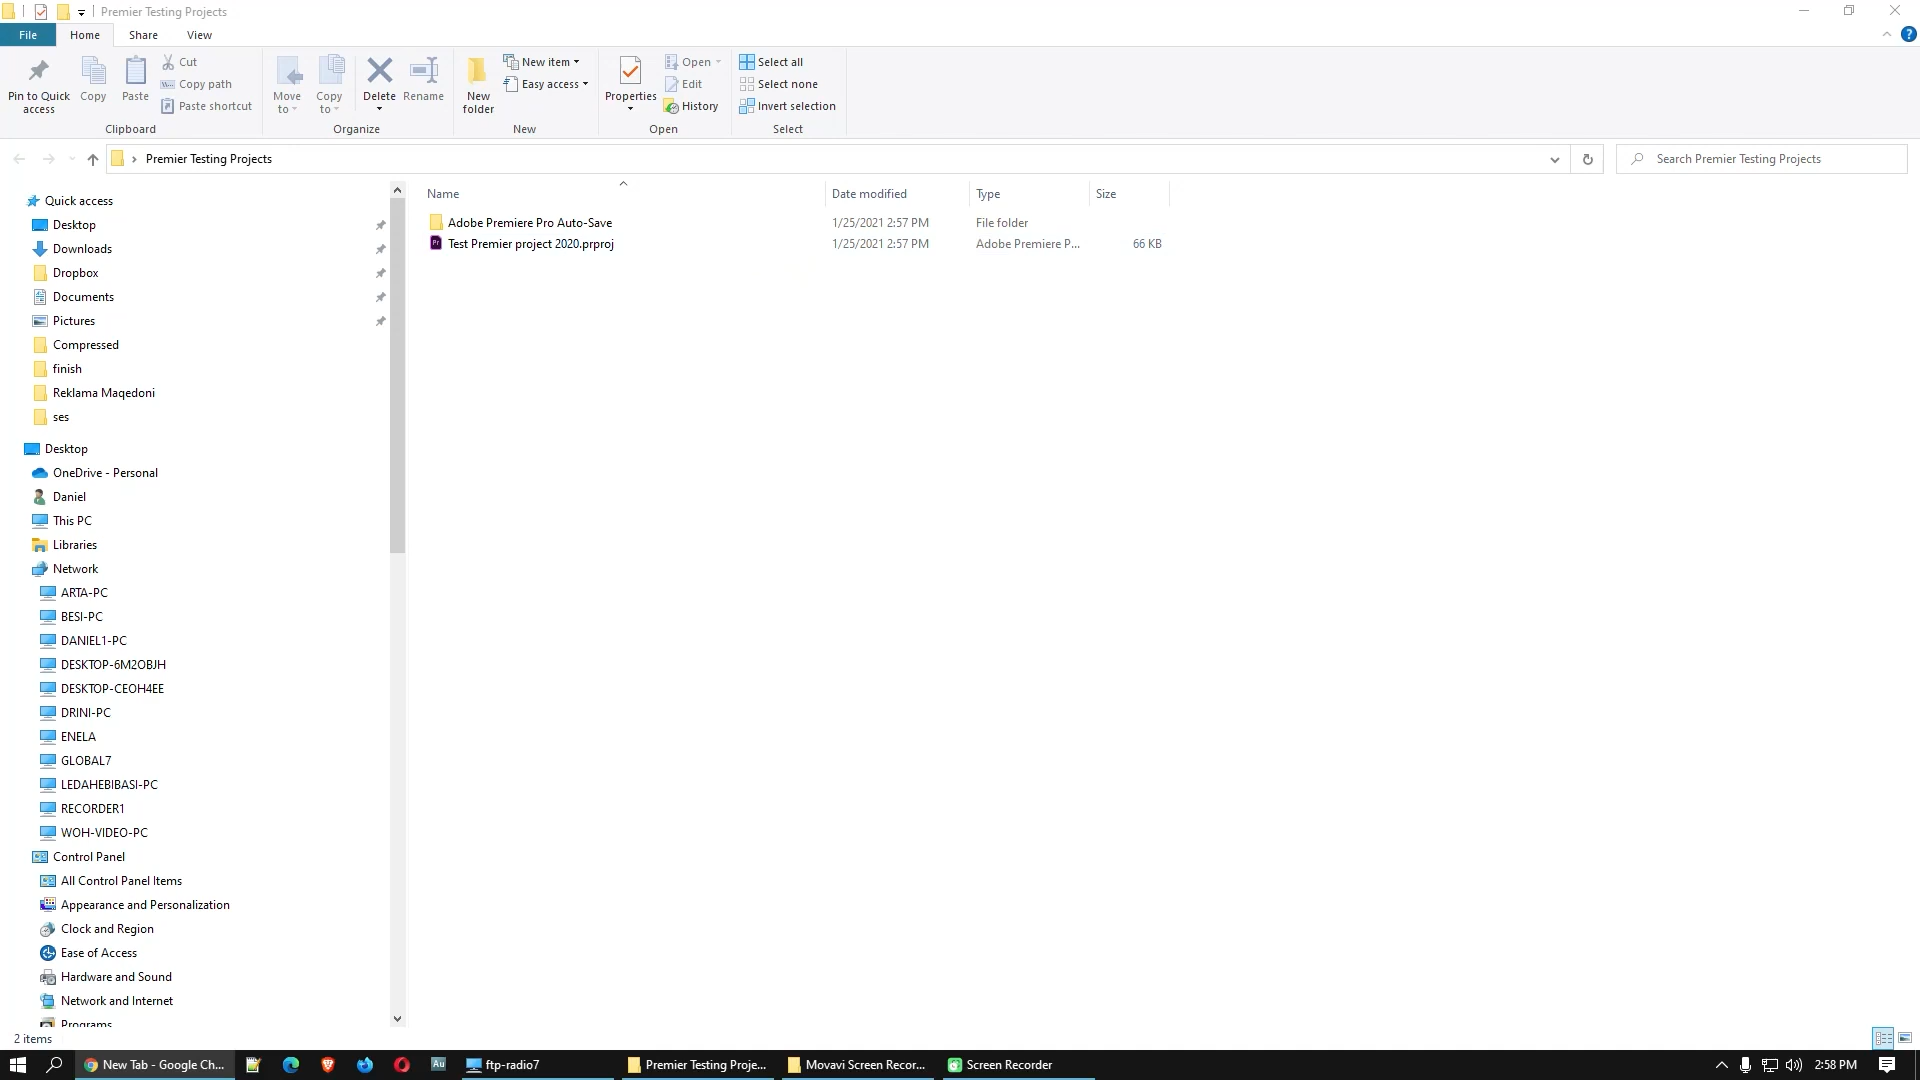 Premier Testing Projects
File Home Share View
Pin to Quick access
Copy
Paste
Cut
Copy path
Paste shortcut
Clipboard
Move to
Copy to
Delete
Rename
Organize
New folder
New item
Easy access
New
Properties
Open
Edit
History
Open
Select all
Select none
Invert selection
Select
Premier Testing Projects
Search Premier Testing Projects
Quick access
Desktop
Downloads
Dropbox
Documents
Pictures
Compressed
finish
Reklama Maqedoni
ses
Desktop
OneDrive - Personal
Daniel
This PC
Libraries
Network
ARTA-PC
BESI-PC
DANIEL1-PC
DESKTOP-6M2OBJH
DESKTOP-CEOH4EE
DRINI-PC
ENELA
GLOBAL7
LEDAHEBIBASI-PC
RECORDER1
WOH-VIDEO-PC
Control Panel
All Control Panel Items
Appearance and Personalization
Clock and Region
Ease of Access
Hardware and Sound
Network and Internet
Programs
Name Date modified Type Size
Adobe Premiere Pro Auto-Save 1/25/2021 2:57 PM File folder
Pr Test Premier project 2020.prproj 1/25/2021 2:57 PM Adobe Premiere P... 66 KB
2 items
New Tab - Google Ch... Au ftp-radio7 Premier Testing Proje... Movavi Screen Recor... Screen Recorder 2:58 PM